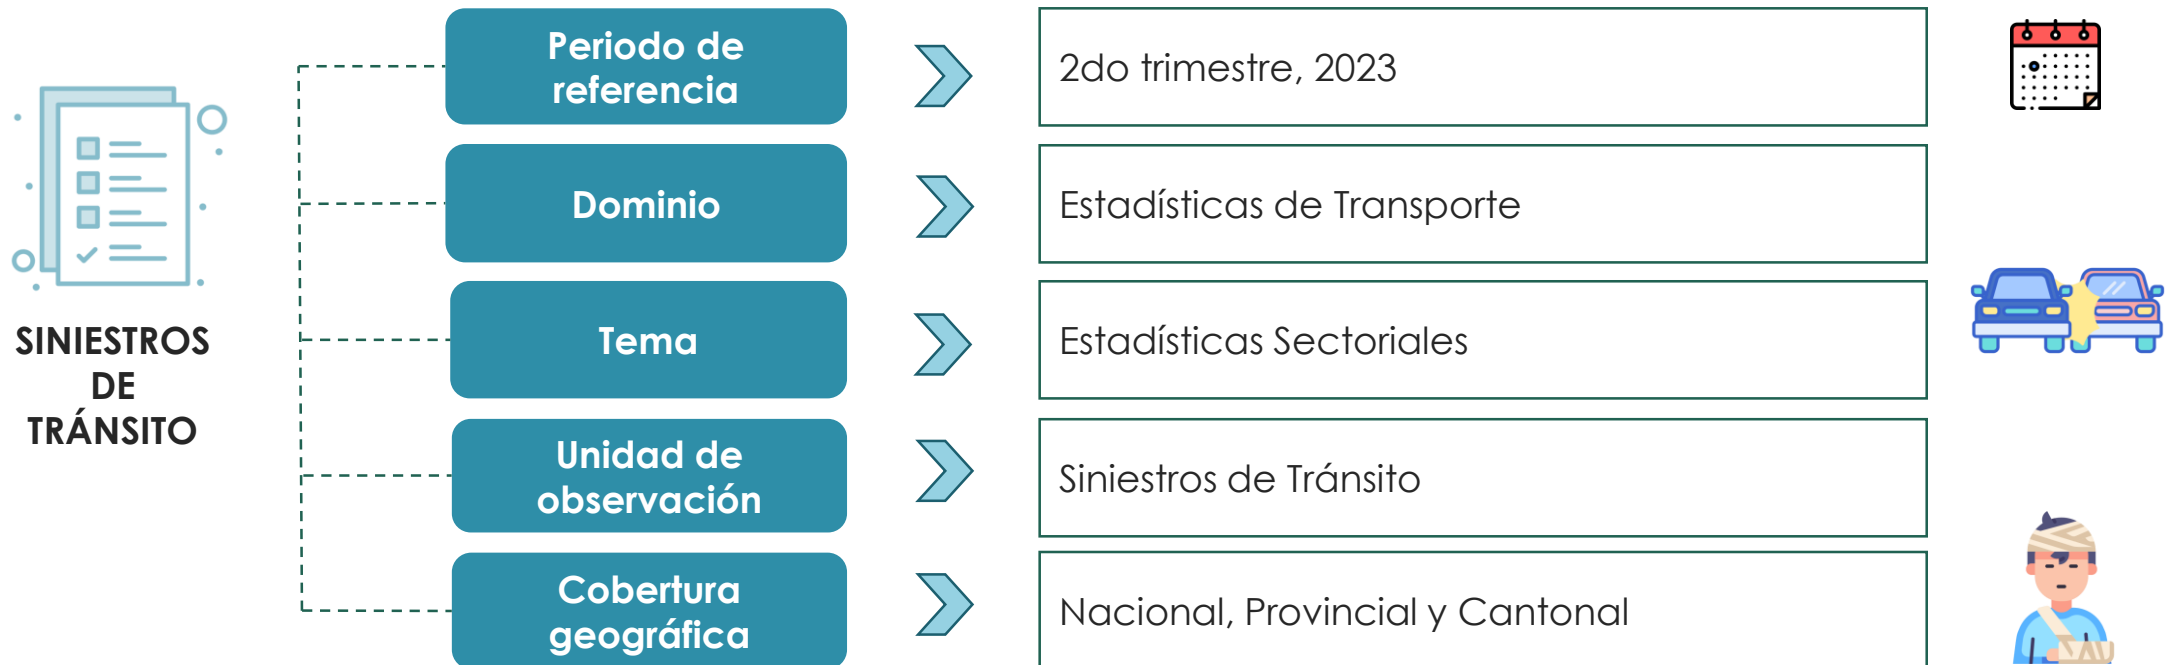 SINIESTROS
DE
TRÁNSITO
Periodo de
referencia
2do trimestre, 2023
Dominio
Estadísticas de Transporte
Tema
Estadísticas Sectoriales
Unidad de
observación
Siniestros de Tránsito
Cobertura
geográfica
Nacional, Provincial y Cantonal